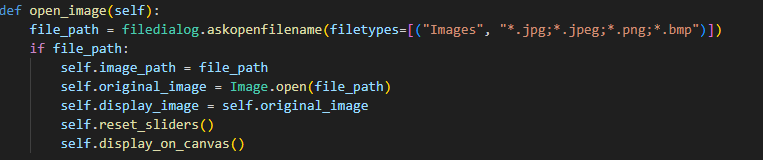 def open_image(self):
    file_path = filedialog.askopenfilename(filetypes=[("Images", "*.jpg;*.jpeg;*.png;*.bmp")])
    if file_path:
        self.image_path = file_path
        self.original_image = Image.open(file_path)
        self.display_image = self.original_image
        self.reset_sliders()
        self.display_on_canvas()